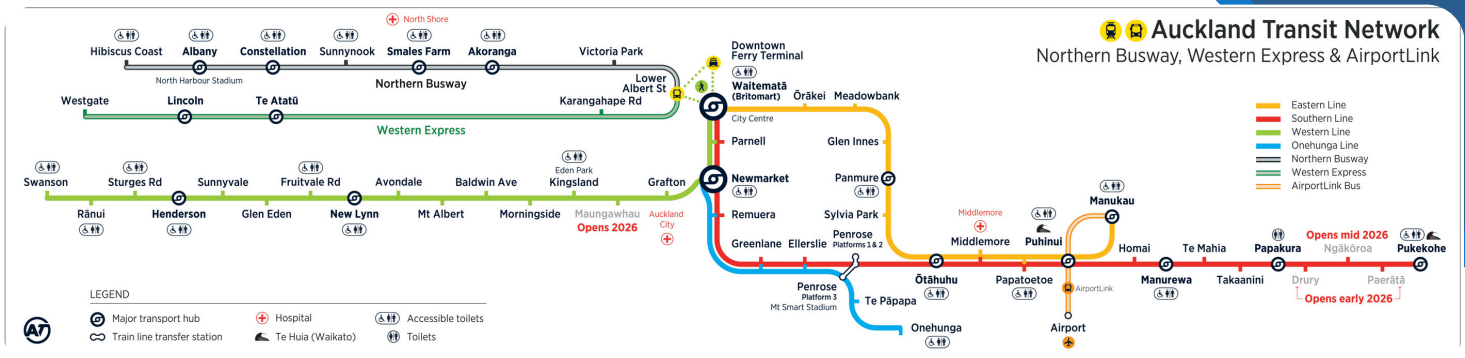 Auckland Transit Network
Northern Busway, Western Express & AirportLink
North Shore
Hibiscus Coast
Albany
North Harbour Stadium
Constellation
Sunnynook
Smales Farm
Akoranga
Victoria Park
Northern Busway
Lower
Albert St
Downtown
Ferry Terminal
Westgate
Lincoln
Te Atatū
Karangahape Rd
Western Express
Waitematā
(Britomart)
City Centre
Ōrākei
Meadowbank
Parnell
Glen Innes
Newmarket
Panmure
Remuera
Sylvia Park
Swanson
Rānui
Sturges Rd
Henderson
Sunnyvale
Glen Eden
Fruitvale Rd
New Lynn
Avondale
Mt Albert
Baldwin Ave
Morningside
Eden Park
Kingsland
Maungawhau
Opens 2026
Grafton
Auckland
City
Greenlane
Ellerslie
Penrose
Platforms 1 & 2
Penrose
Platform 3
Mt Smart Stadium
Te Pāpapa
Onehunga
Ōtāhuhu
Middlemore
Middlemore
Papatoetoe
Puhinui
AirportLink
Airport
Manukau
Homai
Manurewa
Te Mahia
Takaanini
Papakura
Drury
Opens mid 2026
Ngākōroa
Paerātā
Opens early 2026
Pukekohe
Eastern Line
Southern Line
Western Line
Onehunga Line
Northern Busway
Western Express
AirportLink Bus
LEGEND
Major transport hub
Train line transfer station
Hospital
Te Huia (Waikato)
Accessible toilets
Toilets
AT